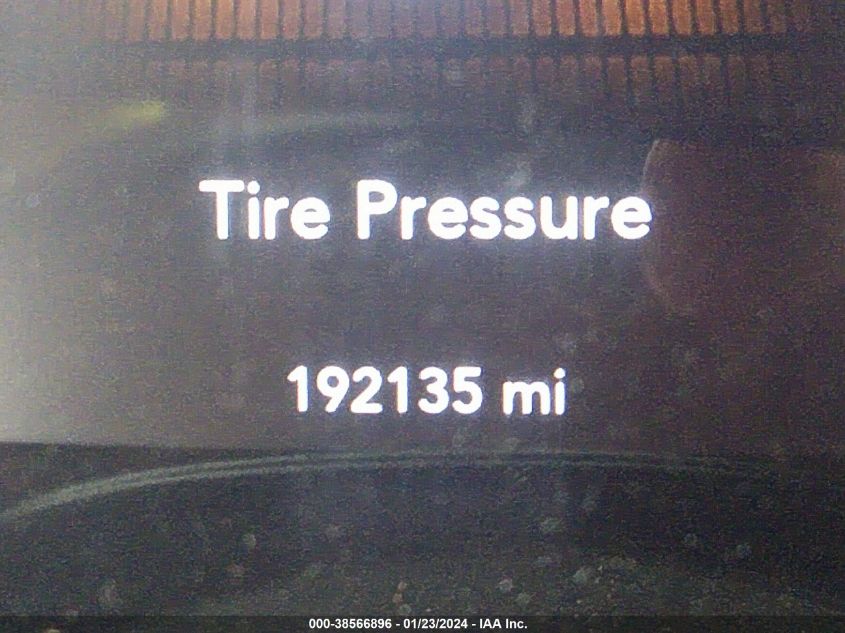 Tire Pressure
192135 mi
000-38566896 - 01/23/2024 - IAA Inc.